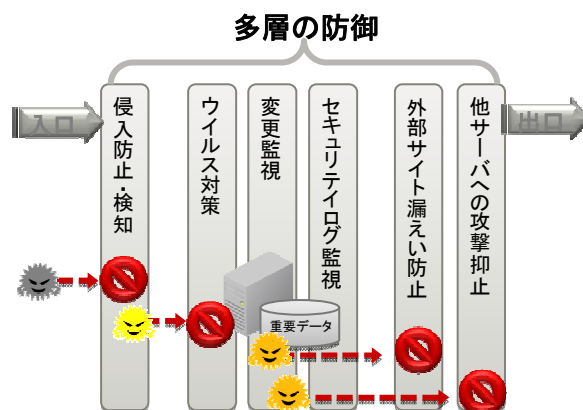 多層の防御
入口
侵入防止・検知
ウイルス対策
変更監視
セキュリテイログ監視
外部サイト漏えい防止
他サーバへの攻撃抑止
出口
重要データ